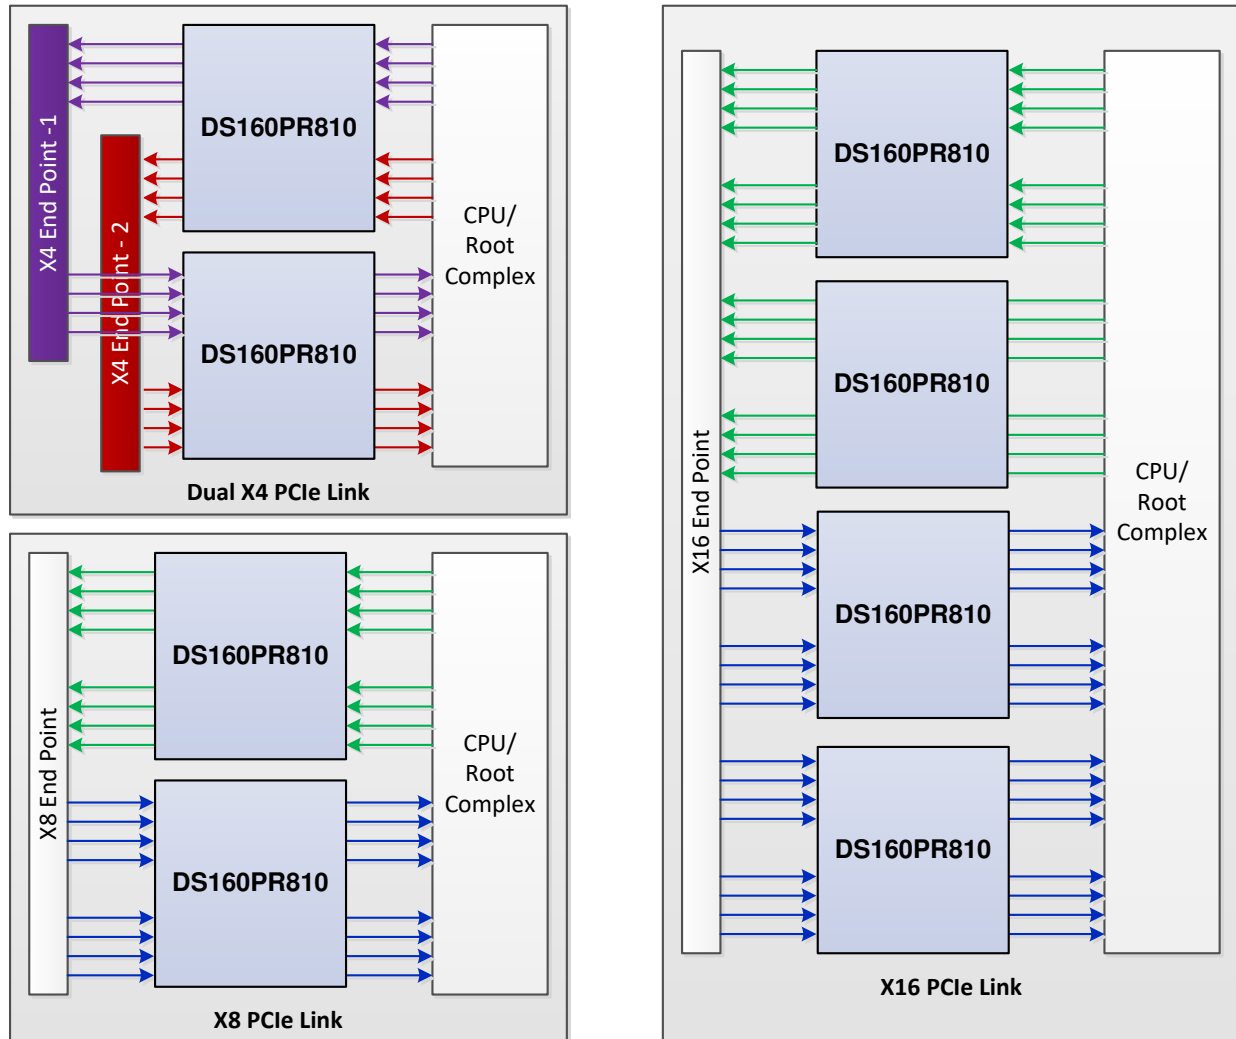 X4 End Point -1
X4 End Point - 2
DS160PR810
DS160PR810
CPU/
Root
Complex
Dual X4 PCIe Link
X8 End Point
DS160PR810
DS160PR810
CPU/
Root
Complex
X8 PCIe Link
X16 End Point
DS160PR810
DS160PR810
DS160PR810
DS160PR810
CPU/
Root
Complex
X16 PCIe Link